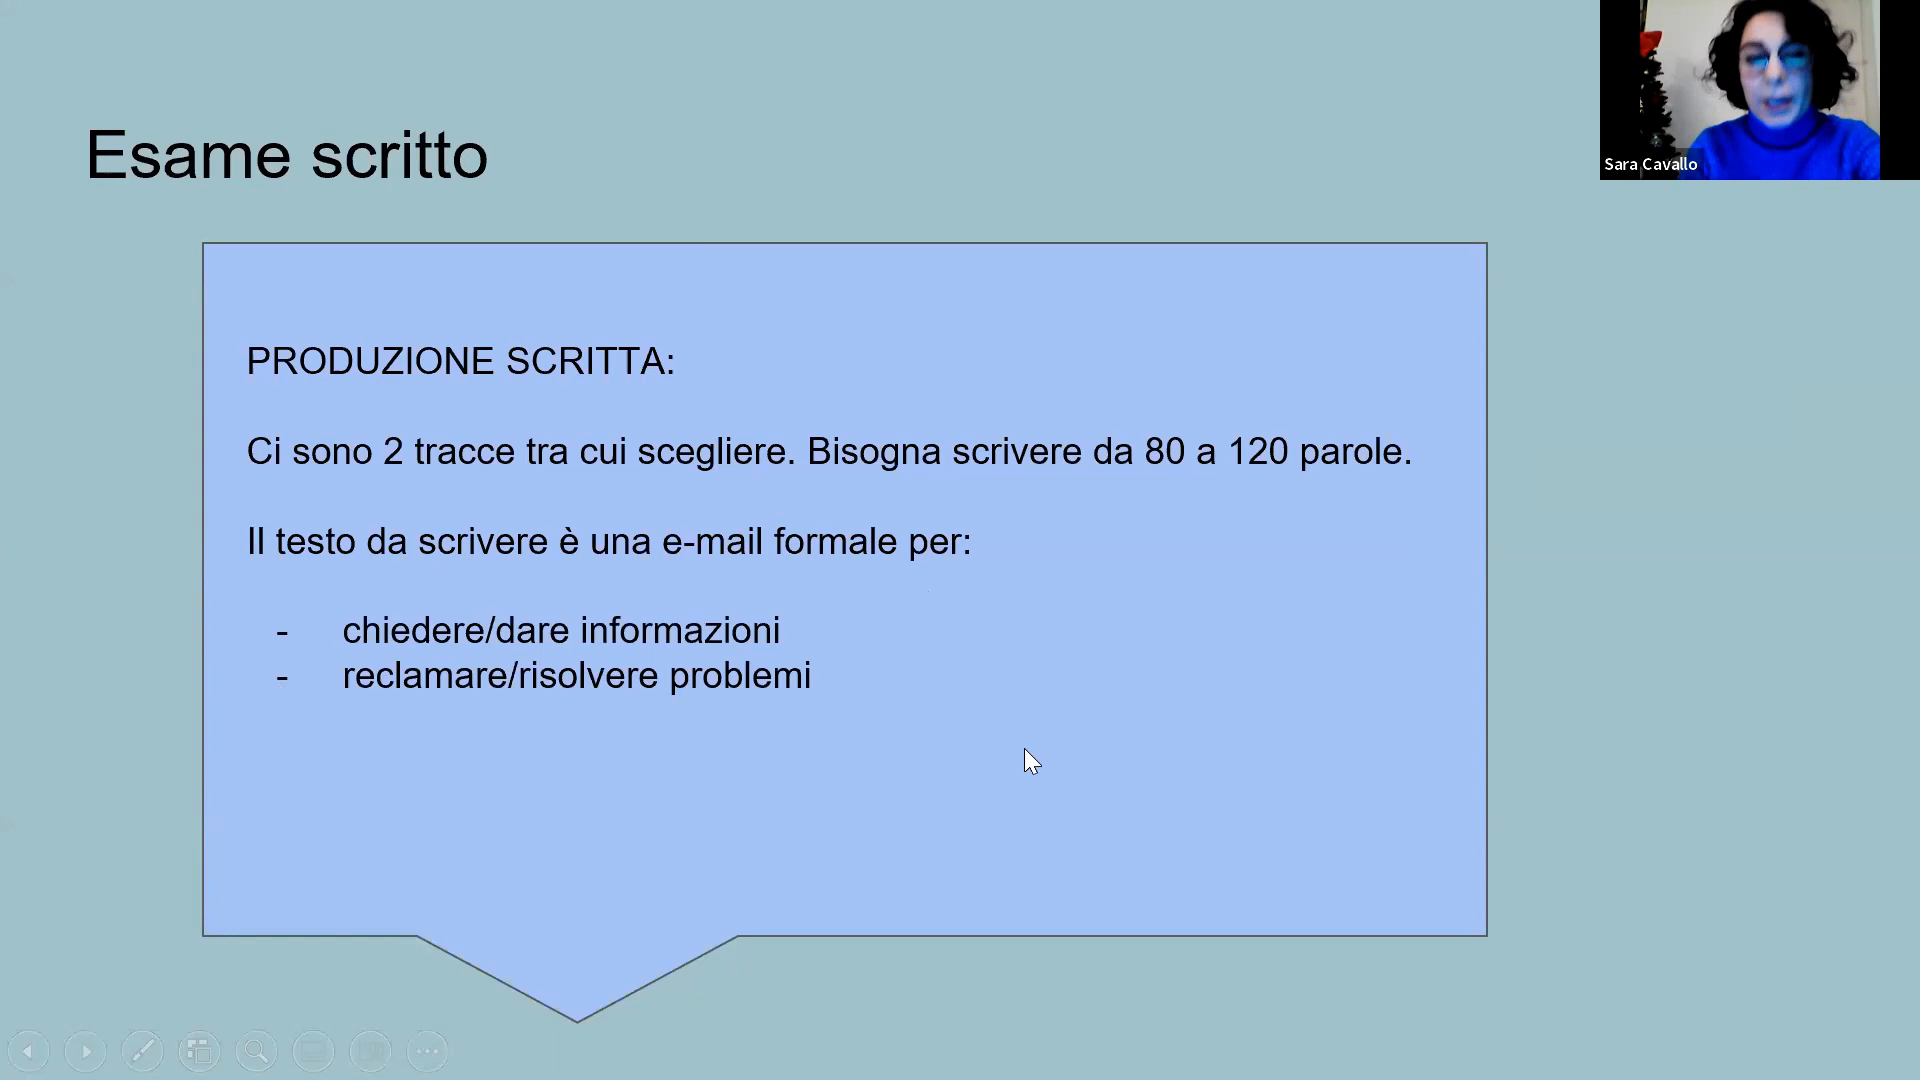 Esame scritto
Sara Cavallo
PRODUZIONE SCRITTA:
Ci sono 2 tracce tra cui scegliere. Bisogna scrivere da 80 a 120 parole.
Il testo da scrivere è una e-mail formale per:
- chiedere/dare informazioni
- reclamare/risolvere problemi